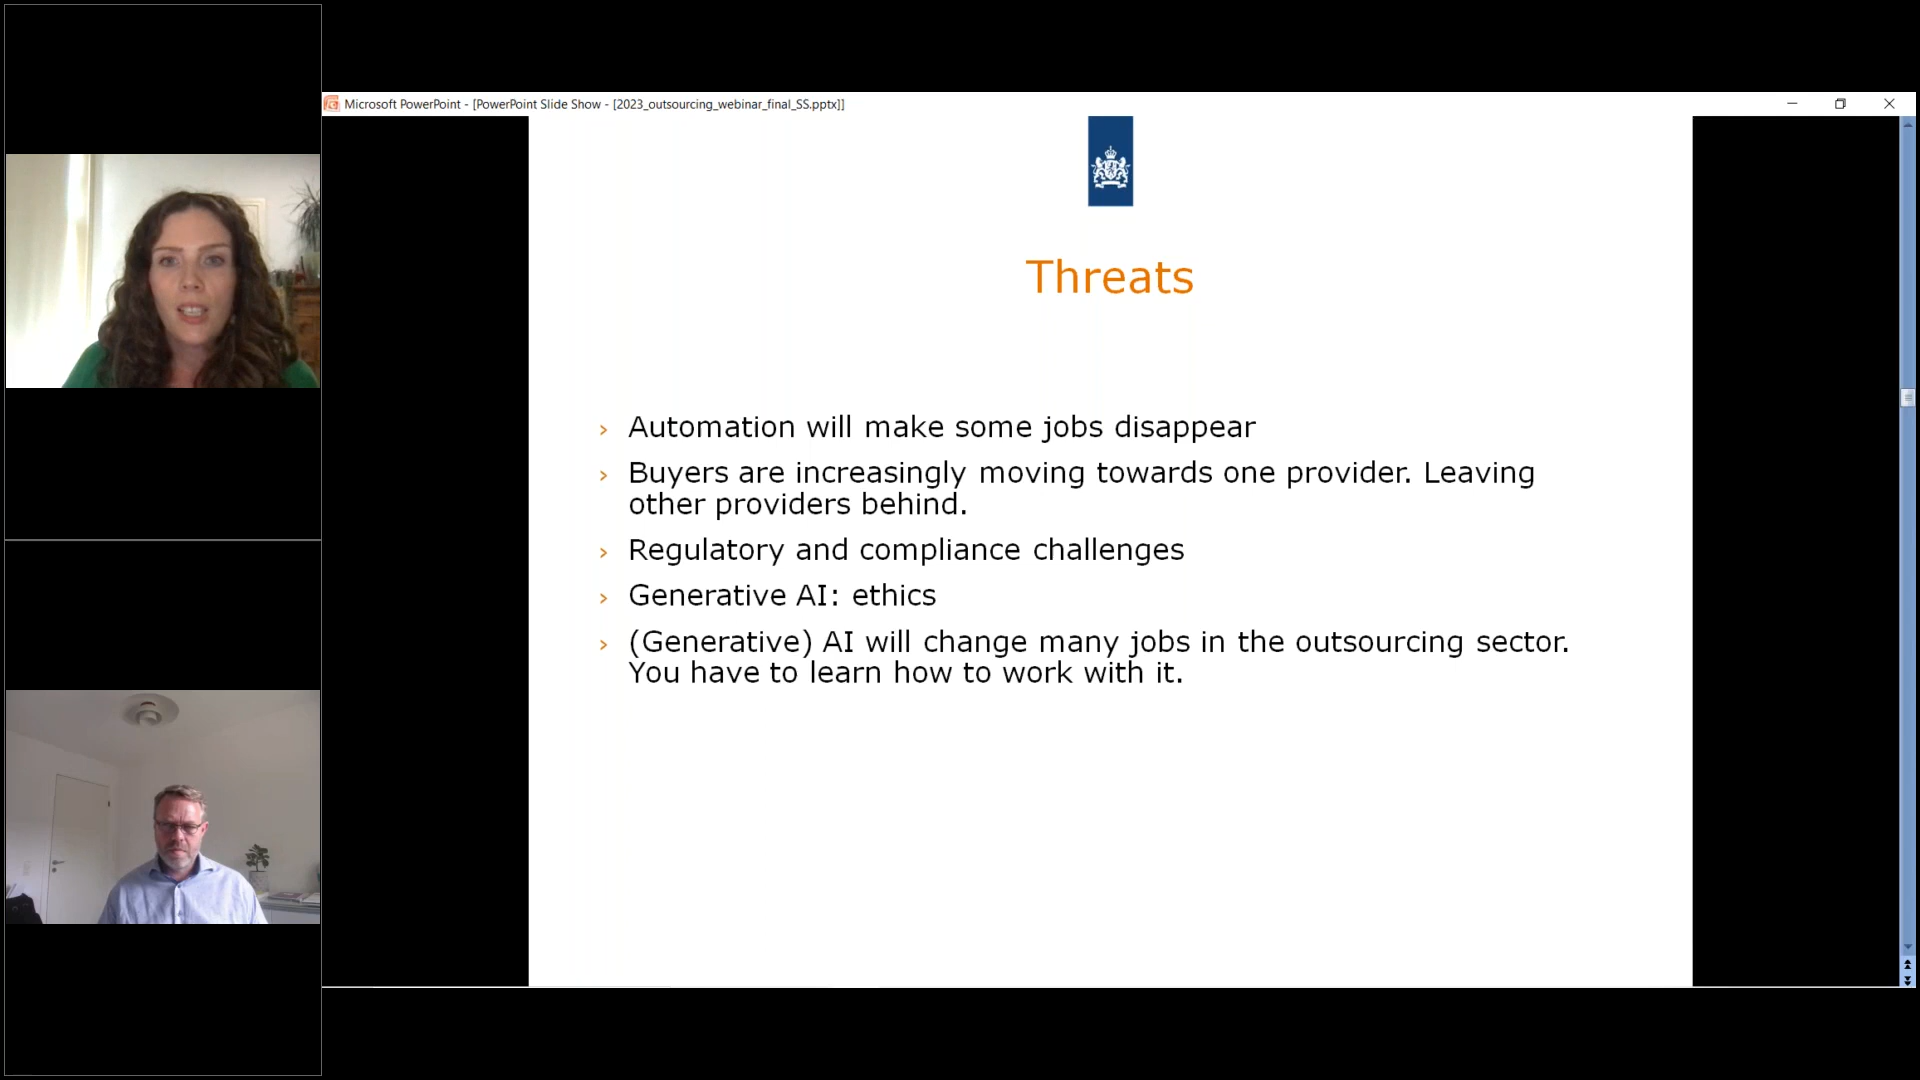 Microsoft PowerPoint - [PowerPoint Slide Show - [2023_outsourcing_webinar_final_SS.pptx]]
Threats
› Automation will make some jobs disappear
› Buyers are increasingly moving towards one provider. Leaving
other providers behind.
› Regulatory and compliance challenges
› Generative AI: ethics
› (Generative) AI will change many jobs in the outsourcing sector.
You have to learn how to work with it.